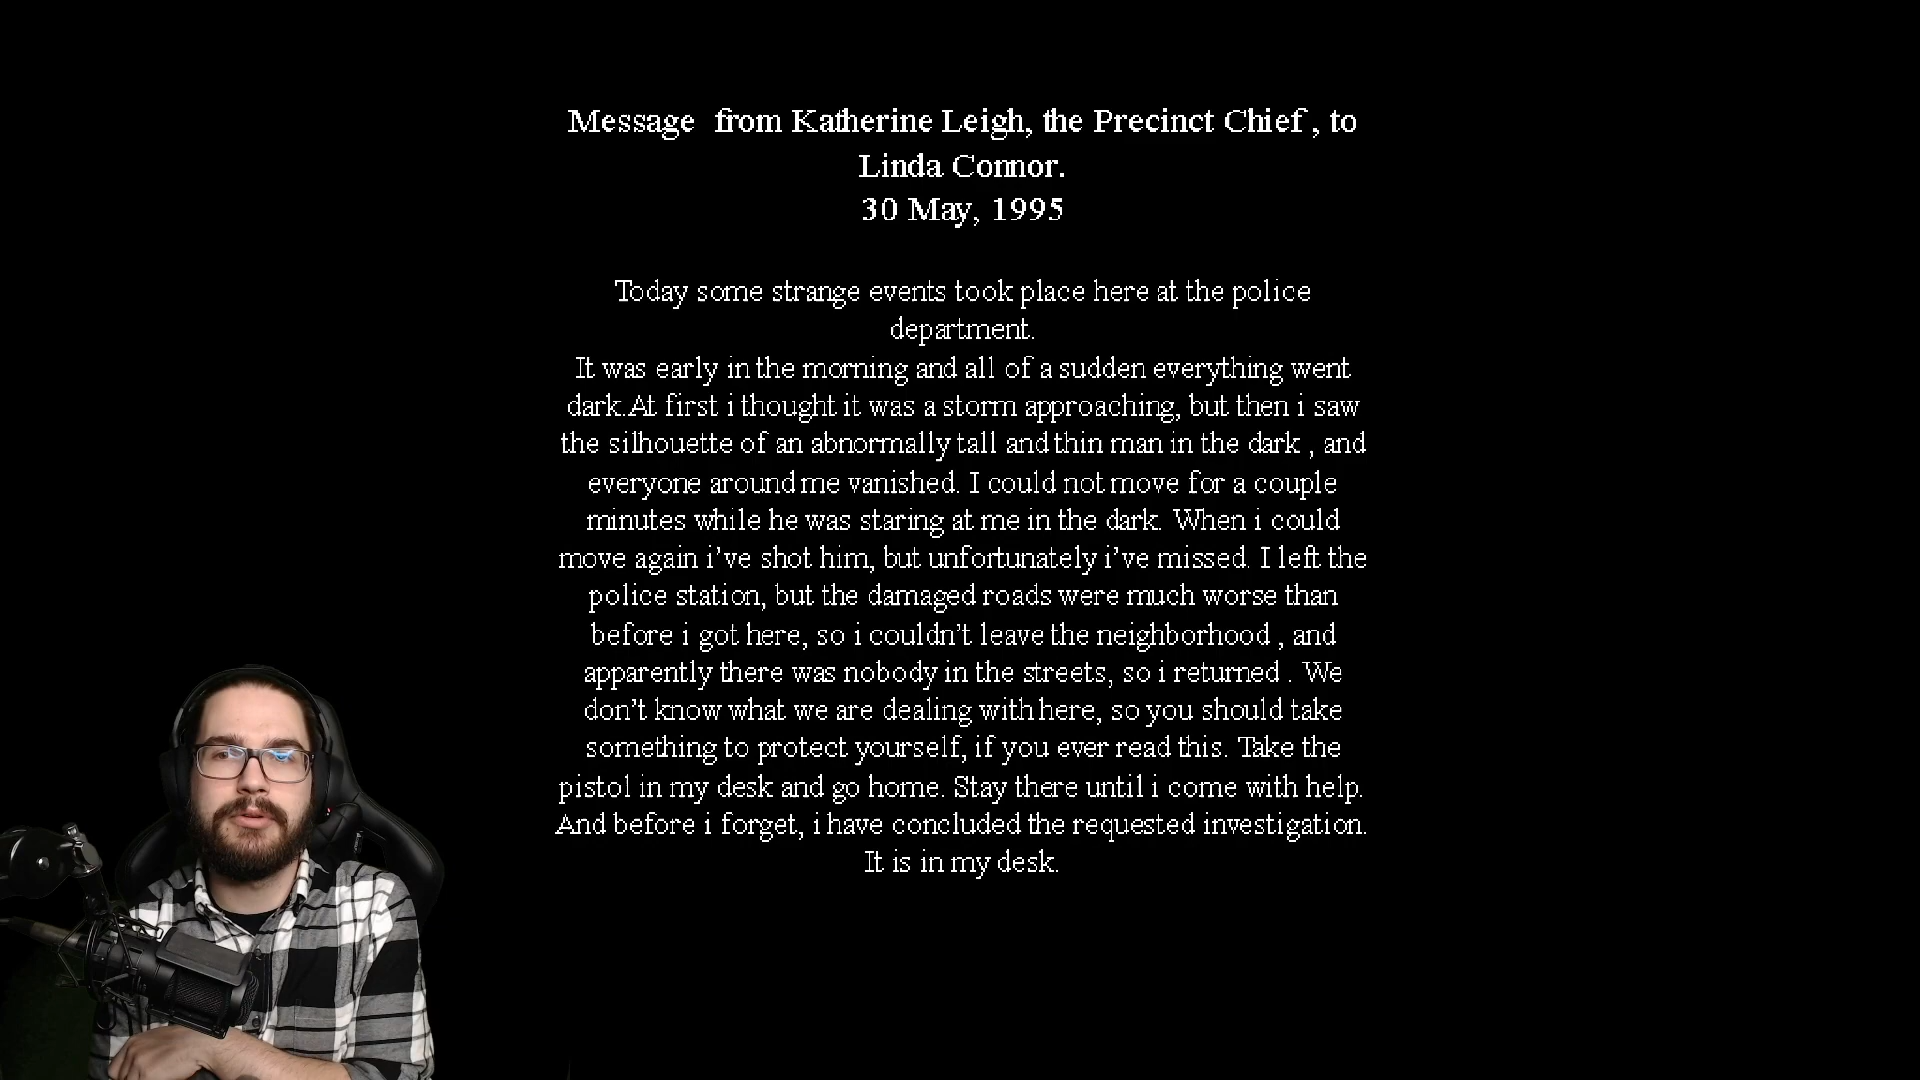 Message  from Katherine Leigh, the Precinct Chief , to
Linda Connor.
30 May, 1995
Today some strange events took place here at the police
department.
It was early in the morning and all of a sudden everything went
dark.At first i thought it was a storm approaching, but then i saw
the silhouette of an abnormally tall and thin man in the dark , and
everyone around me vanished. I could not move for a couple
minutes while he was staring at me in the dark. When i could
move again i’ve shot him, but unfortunately i’ve missed. I left the
police station, but the damaged roads were much worse than
before i got here, so i couldn’t leave the neighborhood , and
apparently there was nobody in the streets, so i returned . We
don’t know what we are dealing with here, so you should take
something to protect yourself, if you ever read this. Take the
pistol in my desk and go home. Stay there until i come with help.
And before i forget, i have concluded the requested investigation.
It is in my desk.